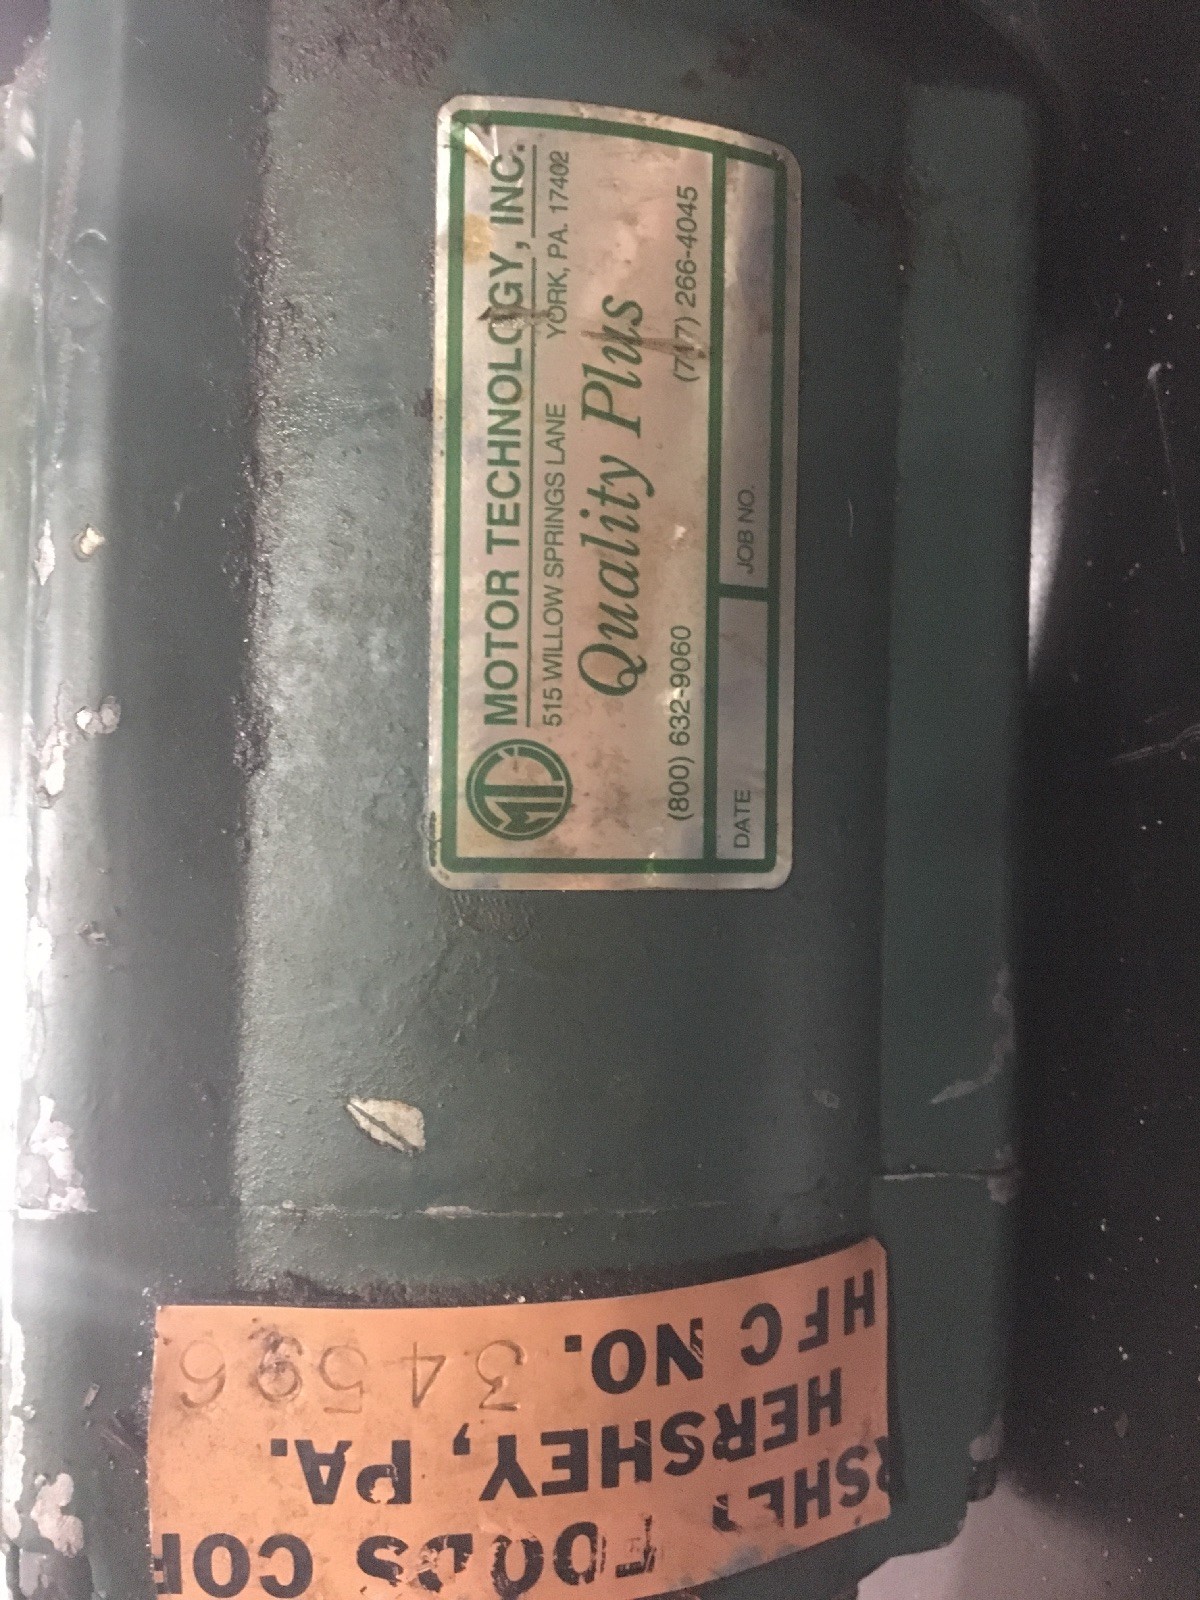 MOTOR TECHNOLOGY, INC.
515 WILLOW SPRINGS LANE YORK, PA. 17402
Quality Plus
(800) 632-9060 (717) 266-4045
DATE JOB NO.
FOODS
HERSHEY, PA.
HFC NO. 34596